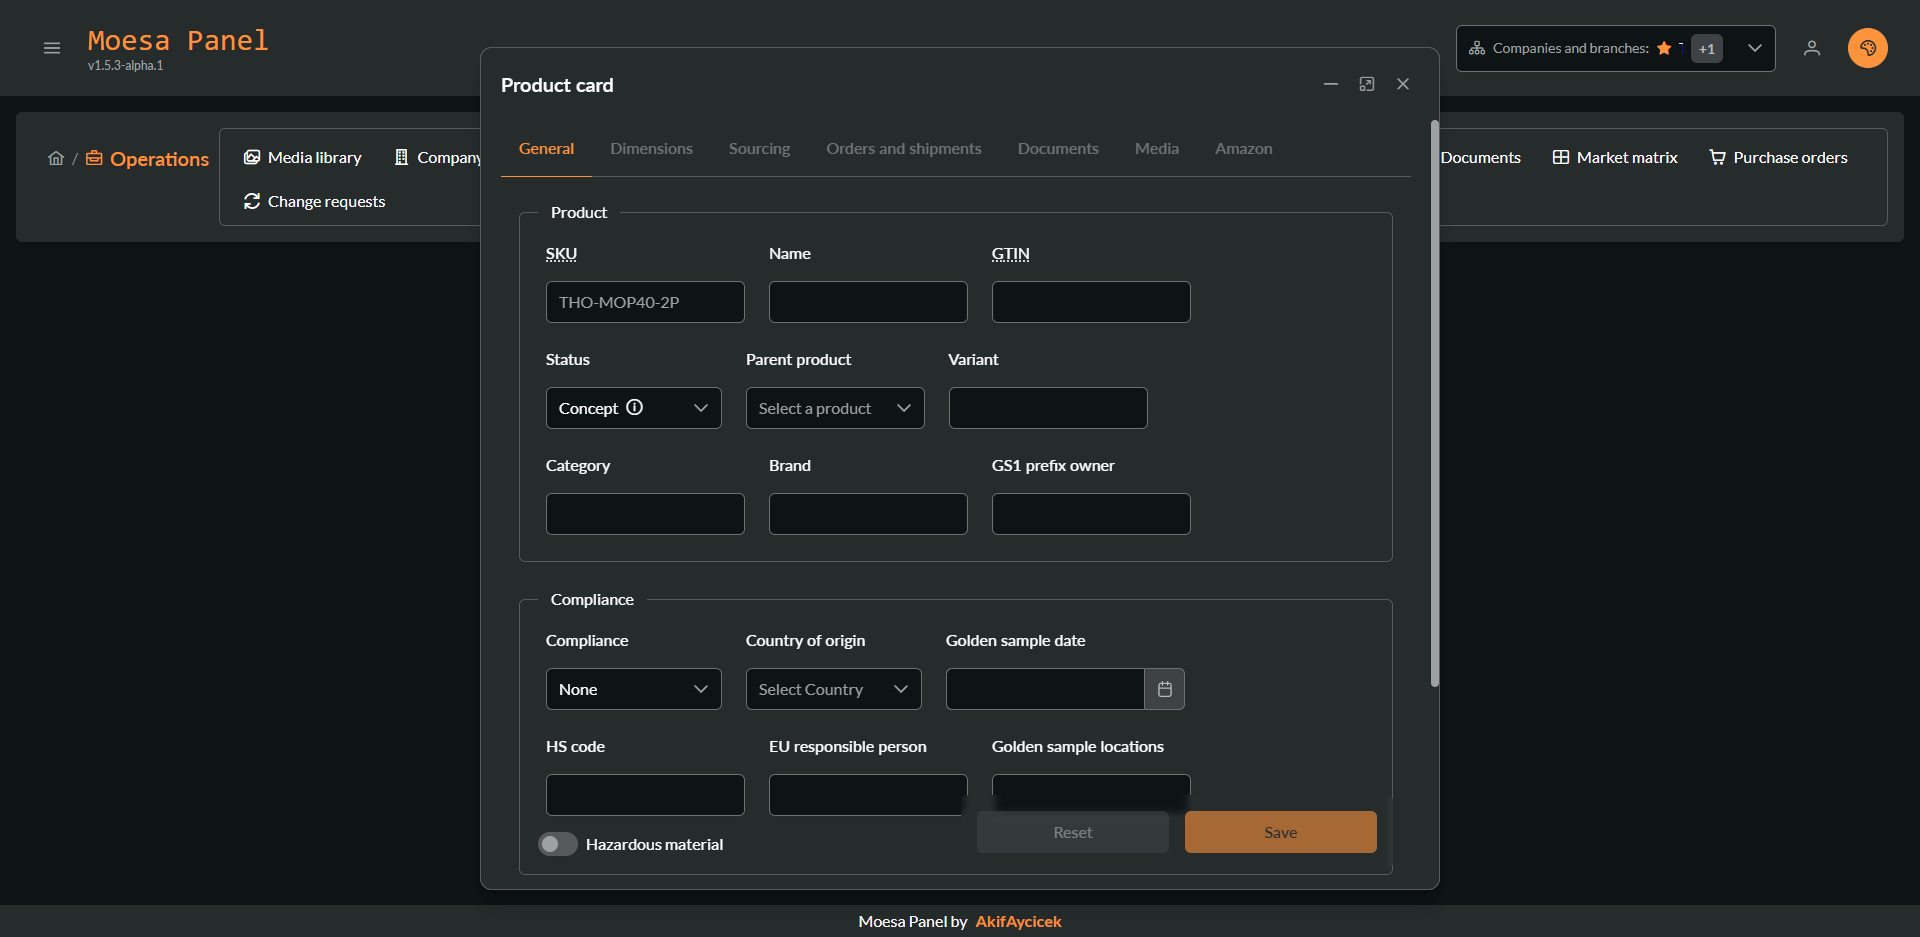 Moesa Panel
v1.5.3-alpha.1
Companies and branches:
+1
/ Operations
Media library
Company
Documents
Market matrix
Purchase orders
Change requests
Product card
General
Dimensions
Sourcing
Orders and shipments
Documents
Media
Amazon
Product
SKU
Name
GTIN
THO-MOP40-2P
Status
Parent product
Variant
Concept
Select a product
Category
Brand
GS1 prefix owner
Compliance
Compliance
Country of origin
Golden sample date
None
Select Country
HS code
EU responsible person
Golden sample locations
Hazardous material
Reset
Save
Moesa Panel by AkifAycicek